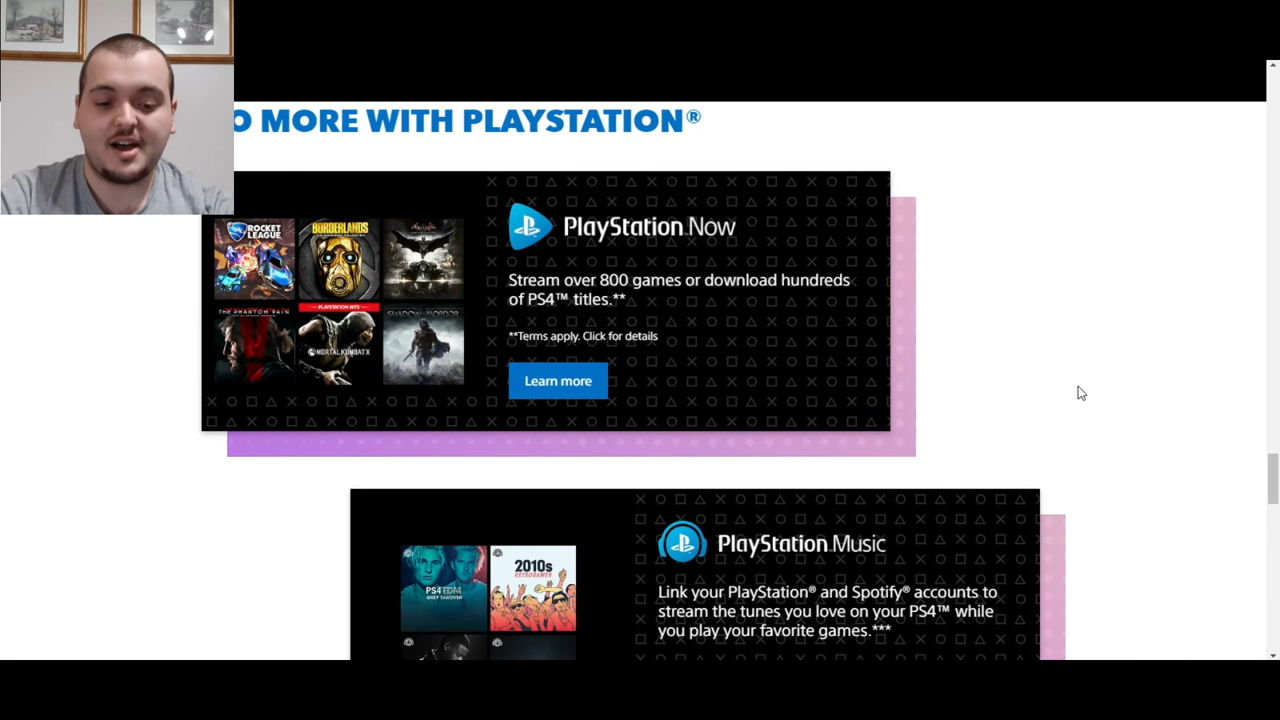 O MORE WITH PLAYSTATION®
PlayStation Now
Stream over 800 games or download hundreds
of PS4™ titles.**
**Terms apply. Click for details
Learn more
ROCKET
LEAGUE
BORDERLANDS
THE PHANTOM PAIN
PLAYSTATION HITS
MORTAL KOMBAT X
SHADOW OF MORDOR
PlayStation Music
Link your PlayStation® and Spotify® accounts to
stream the tunes you love on your PS4™ while
you play your favorite games.***
PS4 EDM
GREY TAKEOVER
2010s
RETROGAMER